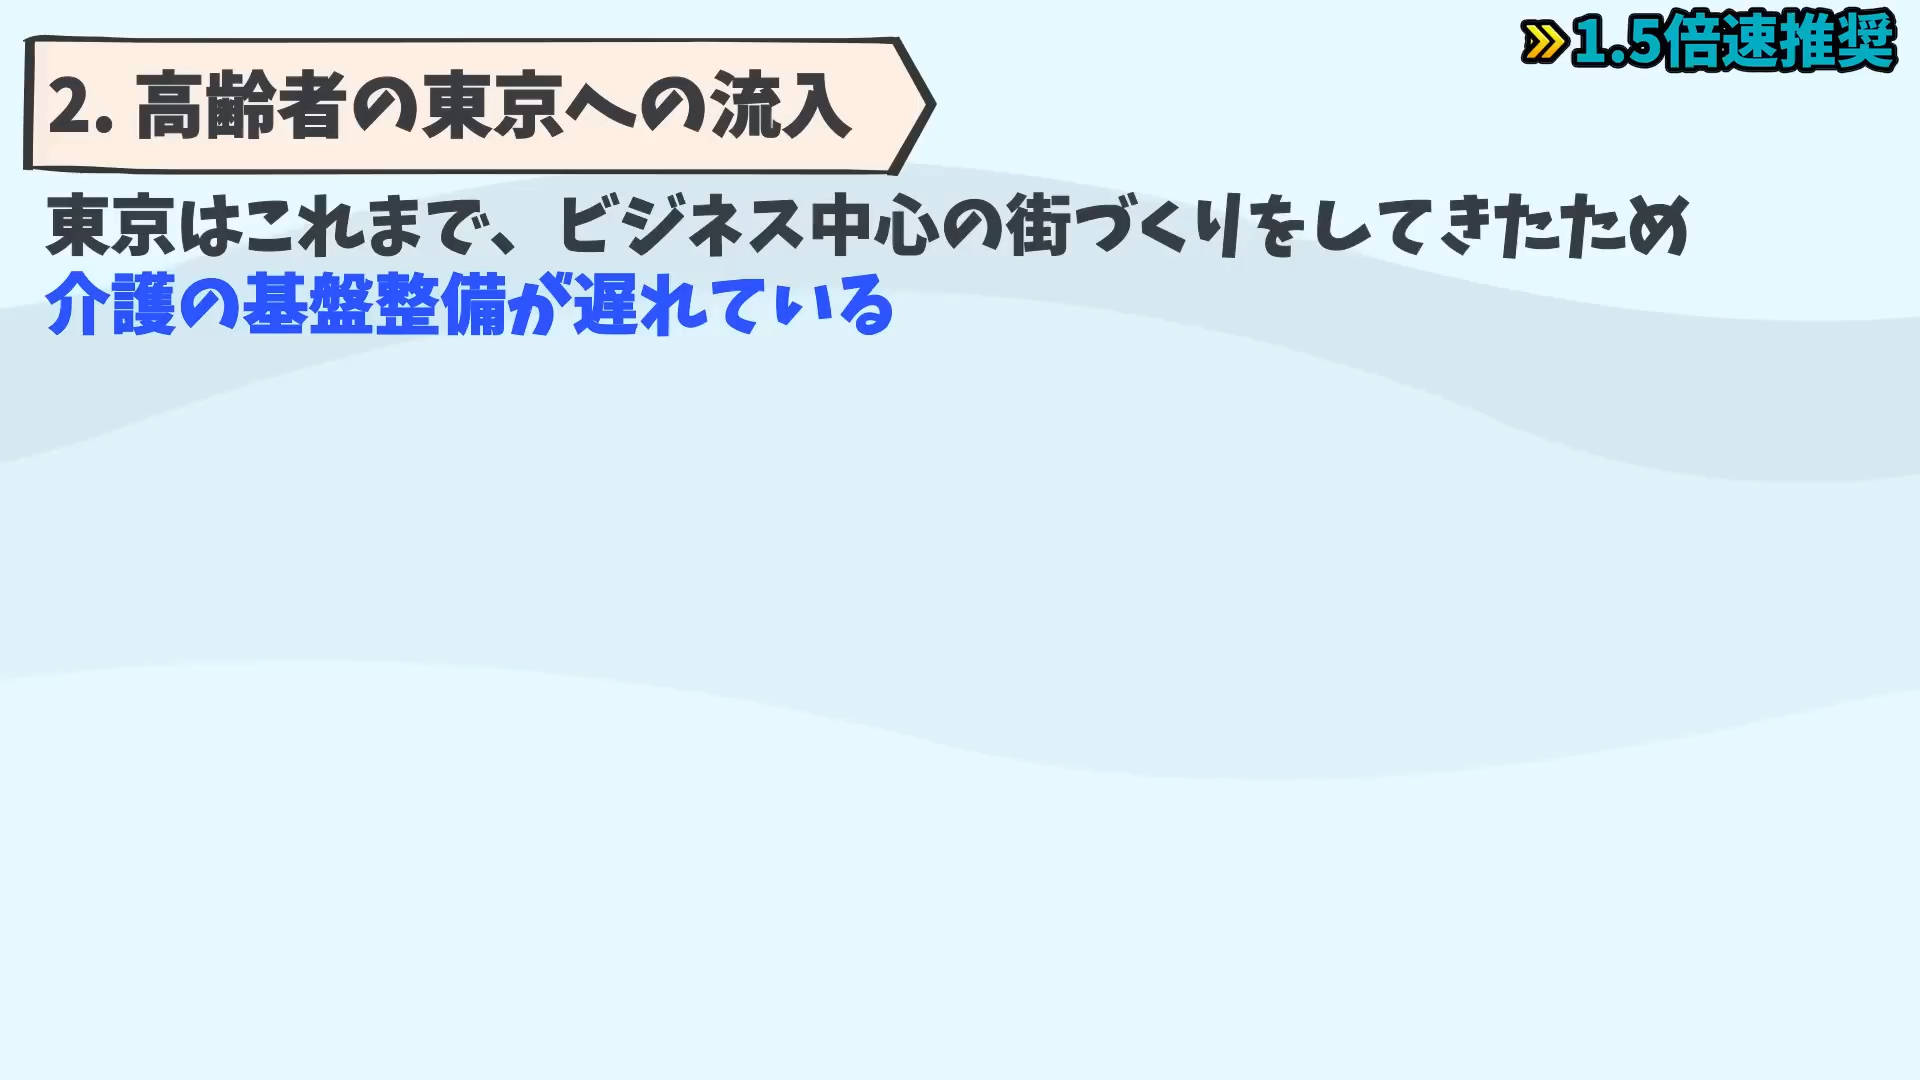 1.5倍速推奨
2. 高齢者の東京への流入
東京はこれまで、ビジネス中心の街づくりをしてきたため
介護の基盤整備が遅れている